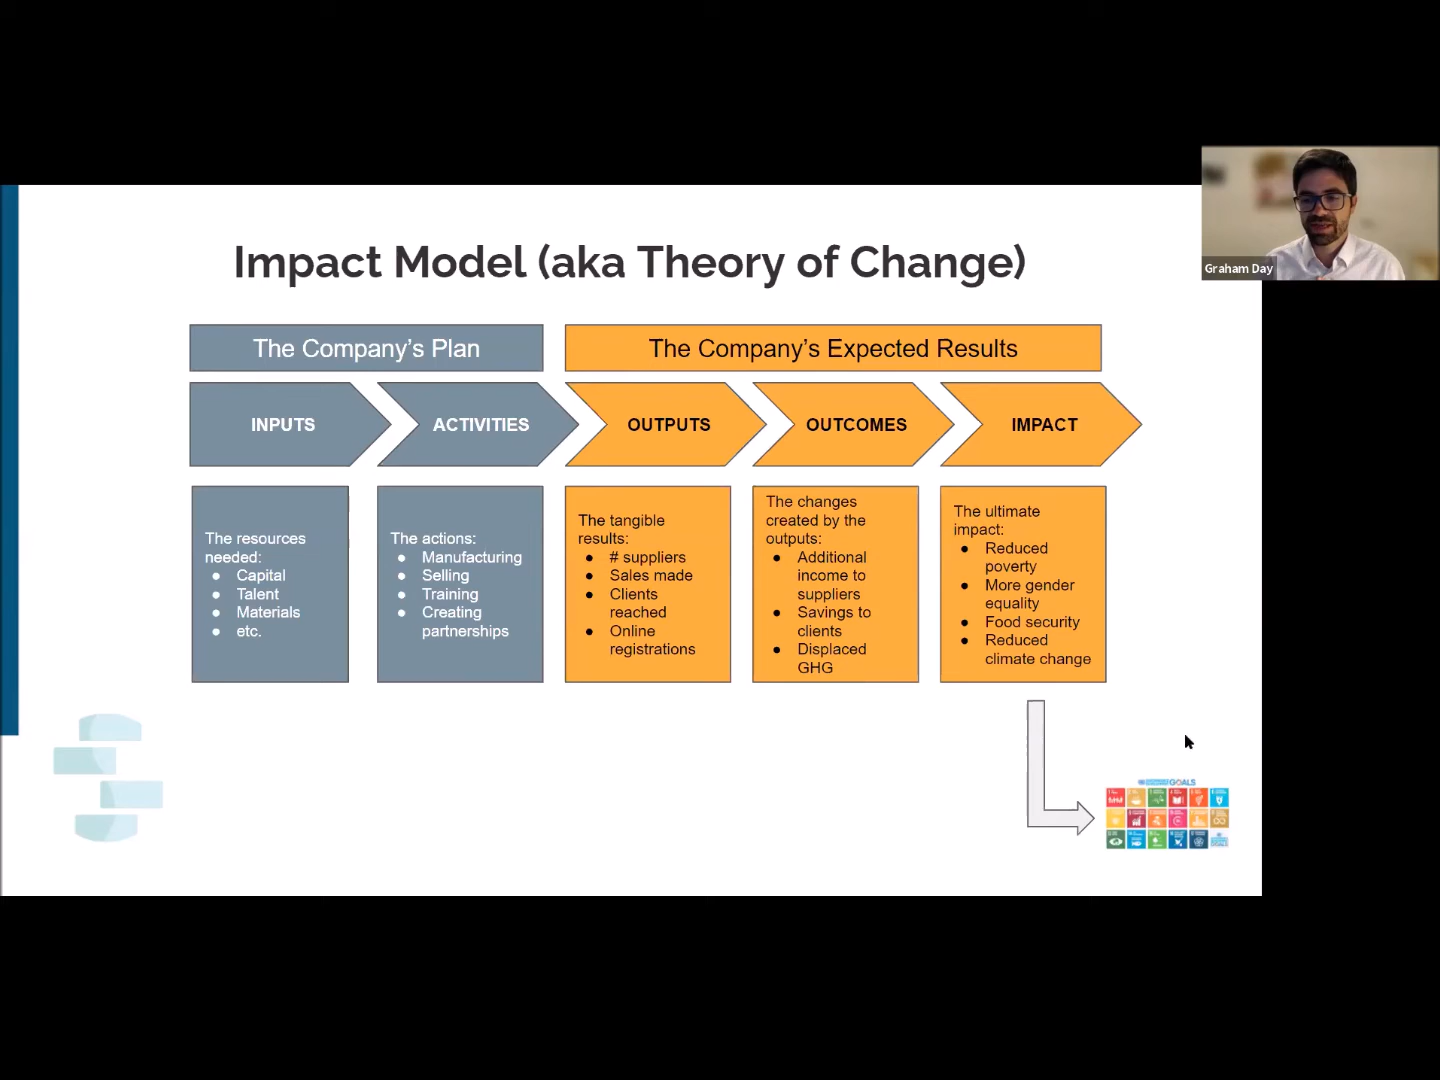 Impact Model (aka Theory of Change)
Graham Day
The Company's Plan
The Company's Expected Results
INPUTS
ACTIVITIES
OUTPUTS
OUTCOMES
IMPACT
The resources
needed:
● Capital
● Talent
● Materials
● etc.
The actions:
● Manufacturing
● Selling
● Training
● Creating
partnerships
The tangible
results:
● # suppliers
● Sales made
● Clients
reached
● Online
registrations
The changes
created by the
outputs:
● Additional
income to
suppliers
● Savings to
clients
● Displaced
GHG
The ultimate
impact:
● Reduced
poverty
● More gender
equality
● Food security
● Reduced
climate change
GOALS